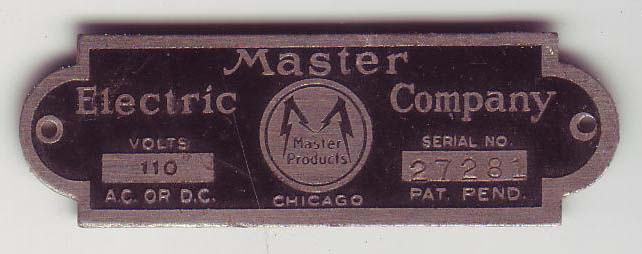 Master
Electric Company
Master
Products
VOLTS
110
A.C. OR D.C.
SERIAL NO.
27281
PAT. PEND.
CHICAGO